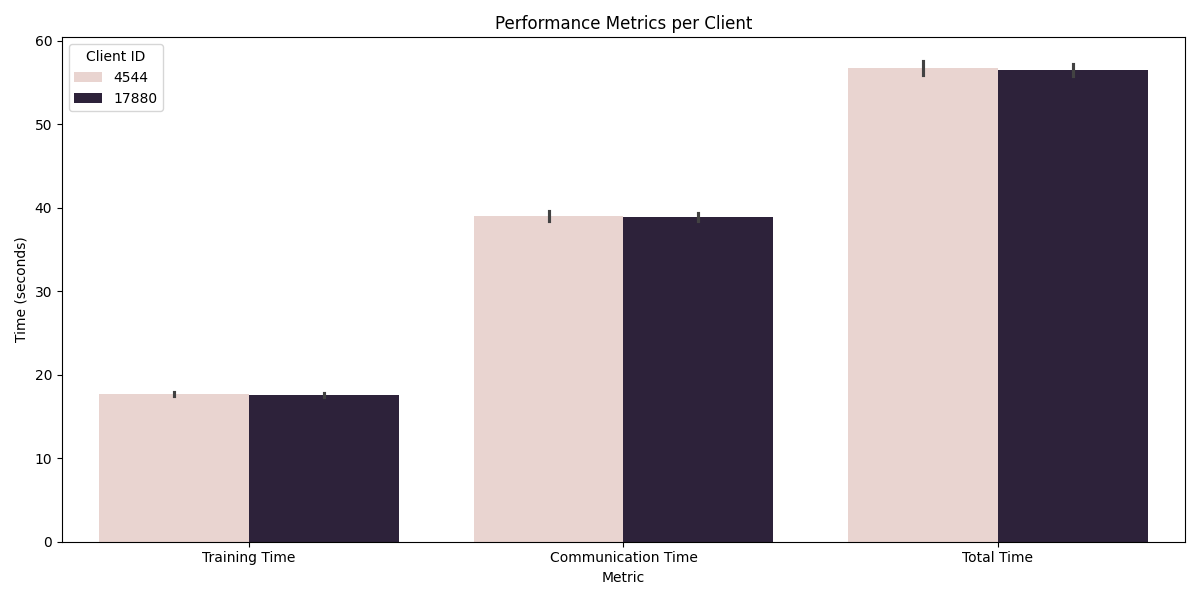 Performance Metrics per Client
Client ID
4544
17880
60
50
40
30
20
10
0
Time (seconds)
Training Time
Communication Time
Total Time
Metric